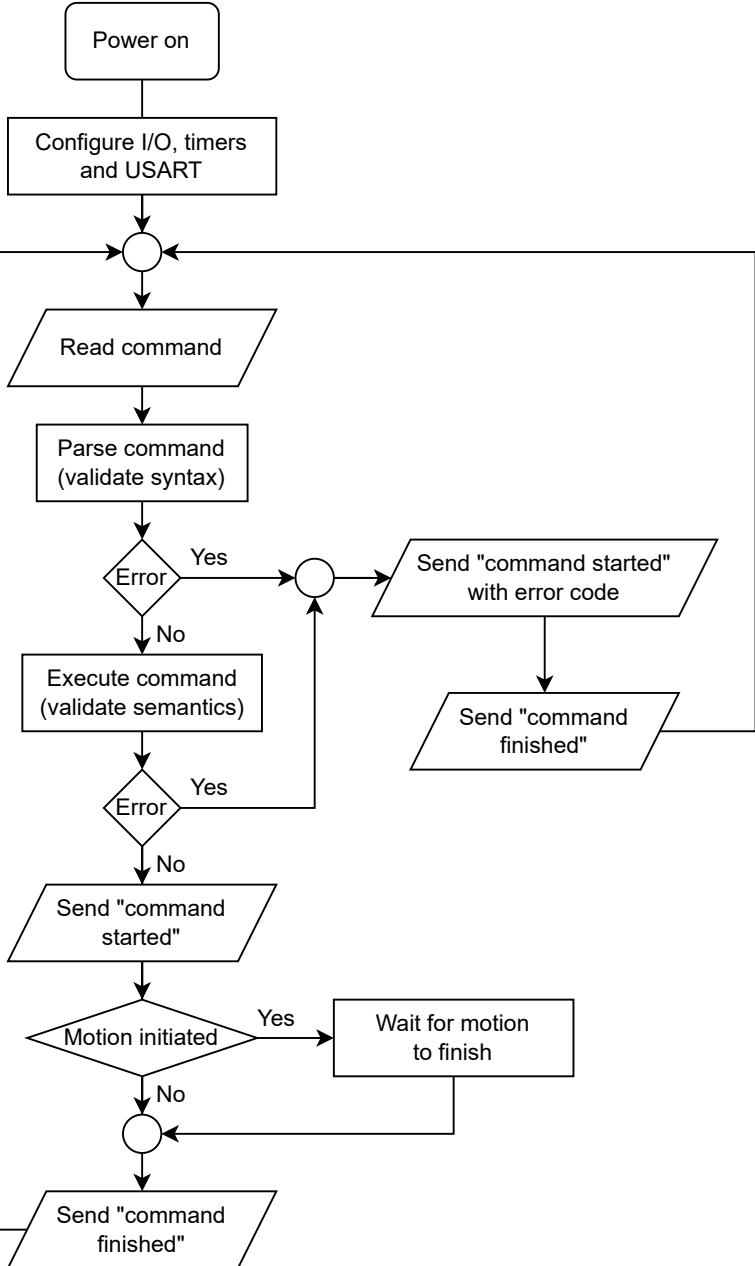 Power on
Configure I/O, timers
and USART
Read command
Parse command
(validate syntax)
Error
Yes
No
Send "command started"
with error code
Send "command
finished"
Execute command
(validate semantics)
Error
Yes
No
Send "command
started"
Motion initiated
Yes
No
Wait for motion
to finish
Send "command
finished"